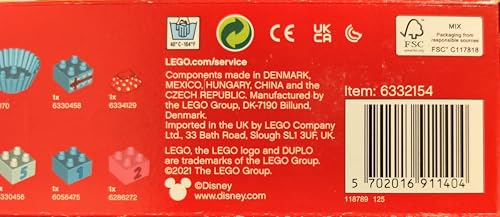 40°C -104°F
UK
CA
FSC
www.fsc.org
MIX
Packaging from
responsible sources
FSC® C117818
LEGO.com/service
Components made in DENMARK,
MEXICO, HUNGARY, CHINA and the
CZECH REPUBLIC. Manufactured by
the LEGO Group, DK-7190 Billund,
Denmark.
Imported in the UK by LEGO Company
Ltd., 33 Bath Road, Slough SL1 3UF, UK.
LEGO, the LEGO logo and DUPLO
are trademarks of the LEGO Group.
©2021 The LEGO Group.
©Disney
www.disney.com
Item: 6332154
5 702016 911404
118789 125
170
1x
6330458
1x
6334129
5
1
2
6330456
1x
6056475
1x
6286272